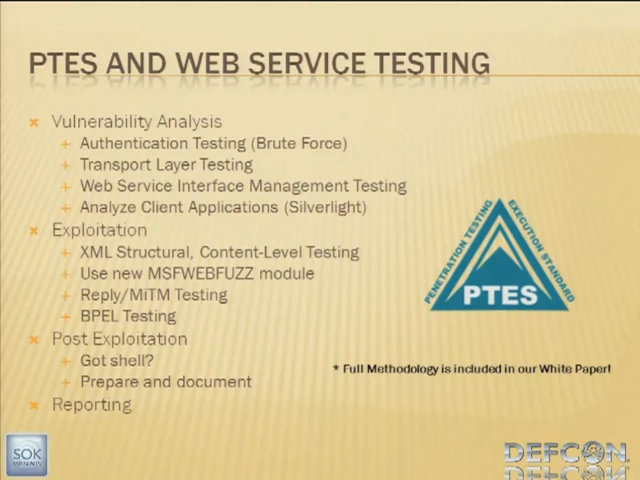 PTES AND WEB SERVICE TESTING
Vulnerability Analysis
Authentication Testing (Brute Force)
Transport Layer Testing
Web Service Interface Management Testing
Analyze Client Applications (Silverlight)
Exploitation
XML Structural, Content-Level Testing
Use new MSFWEBFUZZ module
Reply/MiTM Testing
BPEL Testing
Post Exploitation
Got shell?
Prepare and document
Reporting
PENETRATION TESTING
EXECUTION STANDARD
PTES
* Full Methodology is included in our White Paper!
SOK
PRESENTS
DEFCON